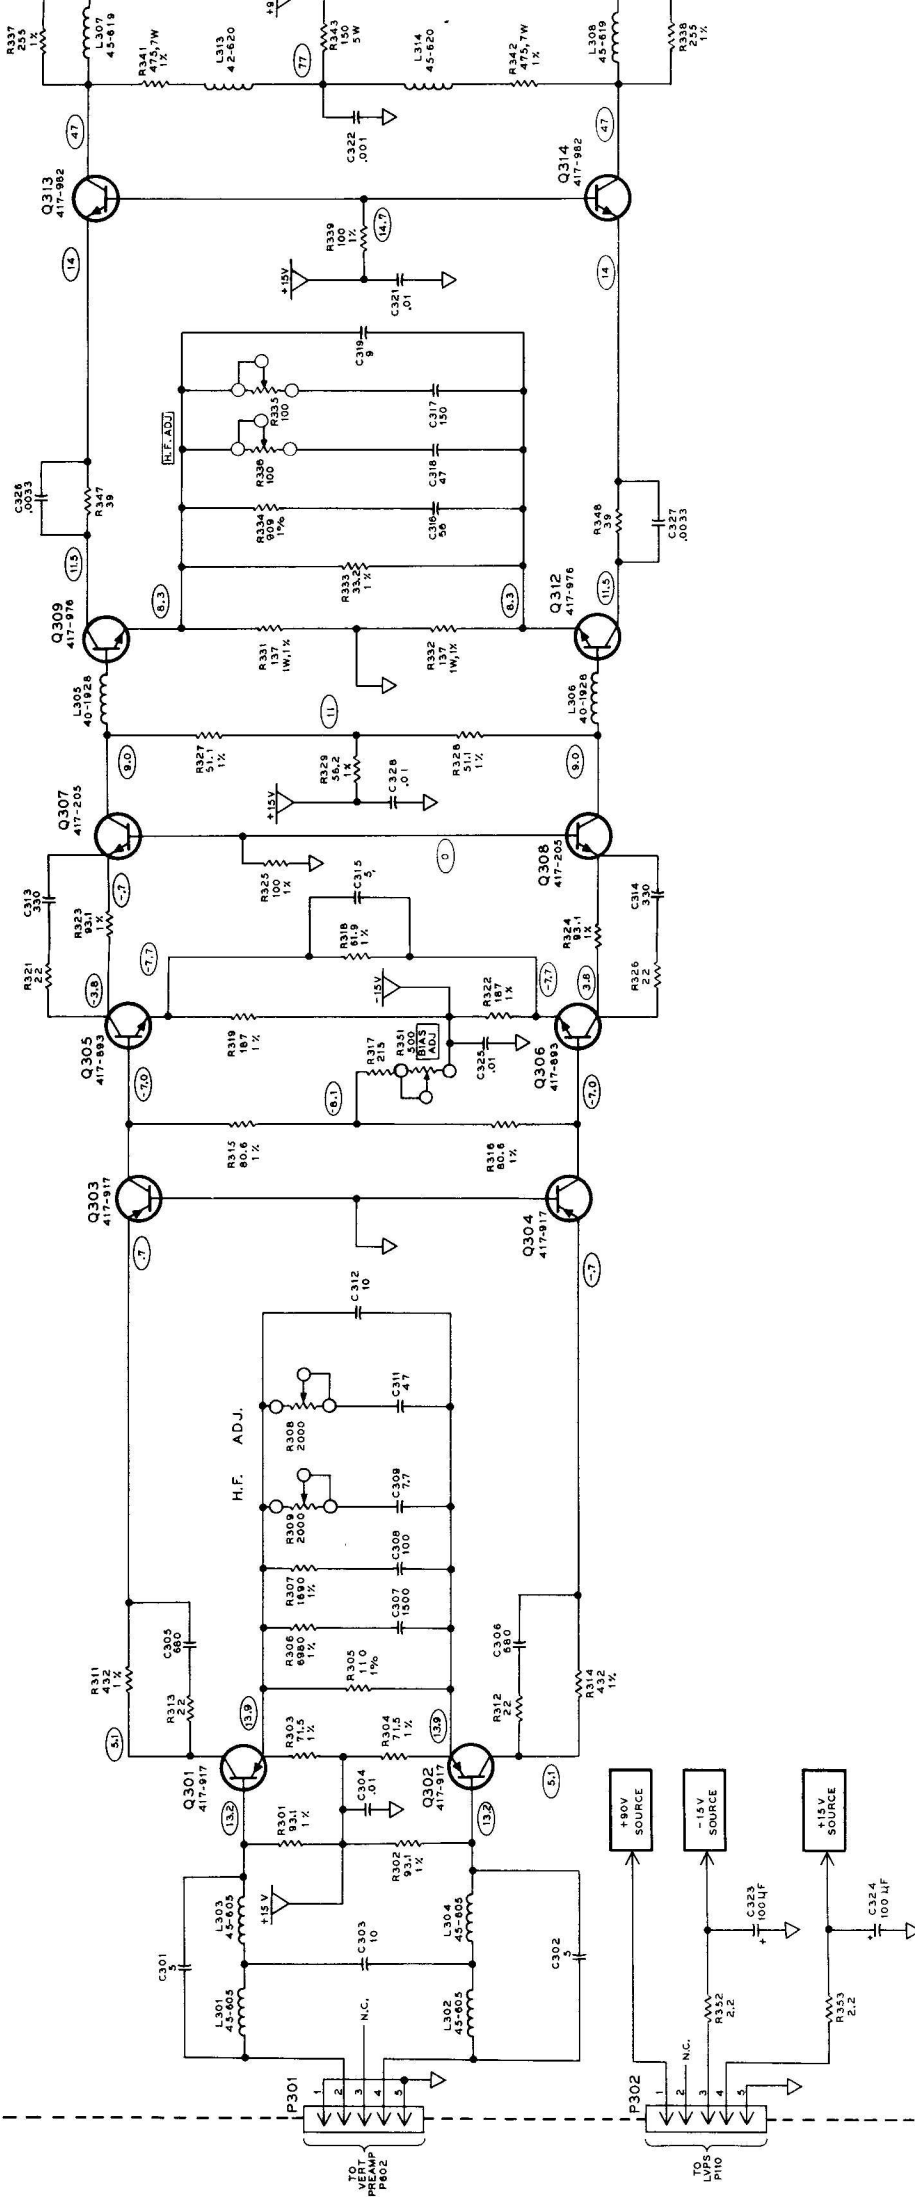 R337
255
1%
L307
45-619
R341
475,7W
1%
L313
42-620
77
R343
150
5W
L314
45-620
R342
475,7W
1%
L308
45-619
R338
255
1%
47
C322
.001
47
Q313
417-982
Q314
417-982
14
+15V
R339
100
1%
14.7
C321
.01
14
H.F. ADJ
C319
9
R335
100
C317
150
R336
100
C318
47
R334
909
1%
C316
56
R333
33.2
1%
C326
.0033
R347
39
R348
39
C327
.0033
11.5
8.3
8.3
11.5
Q309
417-976
Q312
417-976
R331
137
1W,1%
R332
137
1W,1%
L305
40-1928
L306
40-1928
11
9.0
R327
51.1
1%
R329
56.2
1%
R328
51.1
1%
9.0
+15V
C328
.01
Q307
417-205
Q308
417-205
0
R325
100
1%
C315
5,
C313
330
R323
93.1
1%
-.7
R321
22
R318
61.9
1%
C314
330
R324
93.1
1%
R326
22
-3.8
-7.7
-15V
-7.7
3.8
Q305
417-893
Q306
417-893
R319
187
1%
R322
187
1%
R317
215
R351
500
BIAS
ADJ
C325
.01
-7.0
-8.1
-7.0
R315
80.6
1%
R316
80.6
1%
Q303
417-917
Q304
417-917
.7
-.7
C312
10
H.F. ADJ.
R308
2000
C311
47
R309
2000
C309
7.7
R307
1690
1%
C308
100
R306
6980
1%
C307
1500
R305
110
1%
R311
432
1%
C305
680
R313
22
C306
680
R312
22
R314
432
1%
5.1
13.9
13.9
5.1
Q301
417-917
R303
71.5
1%
R304
71.5
1%
Q302
417-917
C304
.01
13.2
R301
93.1
1%
R302
93.1
1%
13.2
+15V
C301
5
L303
45-605
L301
45-605
C303
10
L304
45-605
L302
45-605
C302
5
N.C.
P301
1
2
3
4
5
TO
VERT
PREAMP
P602
+90V
SOURCE
-15V
SOURCE
+15V
SOURCE
C323
100 µF
+
C324
100 µF
+
R352
2.2
R353
2.2
N.C.
P302
1
2
3
4
5
TO
LVPS
P110